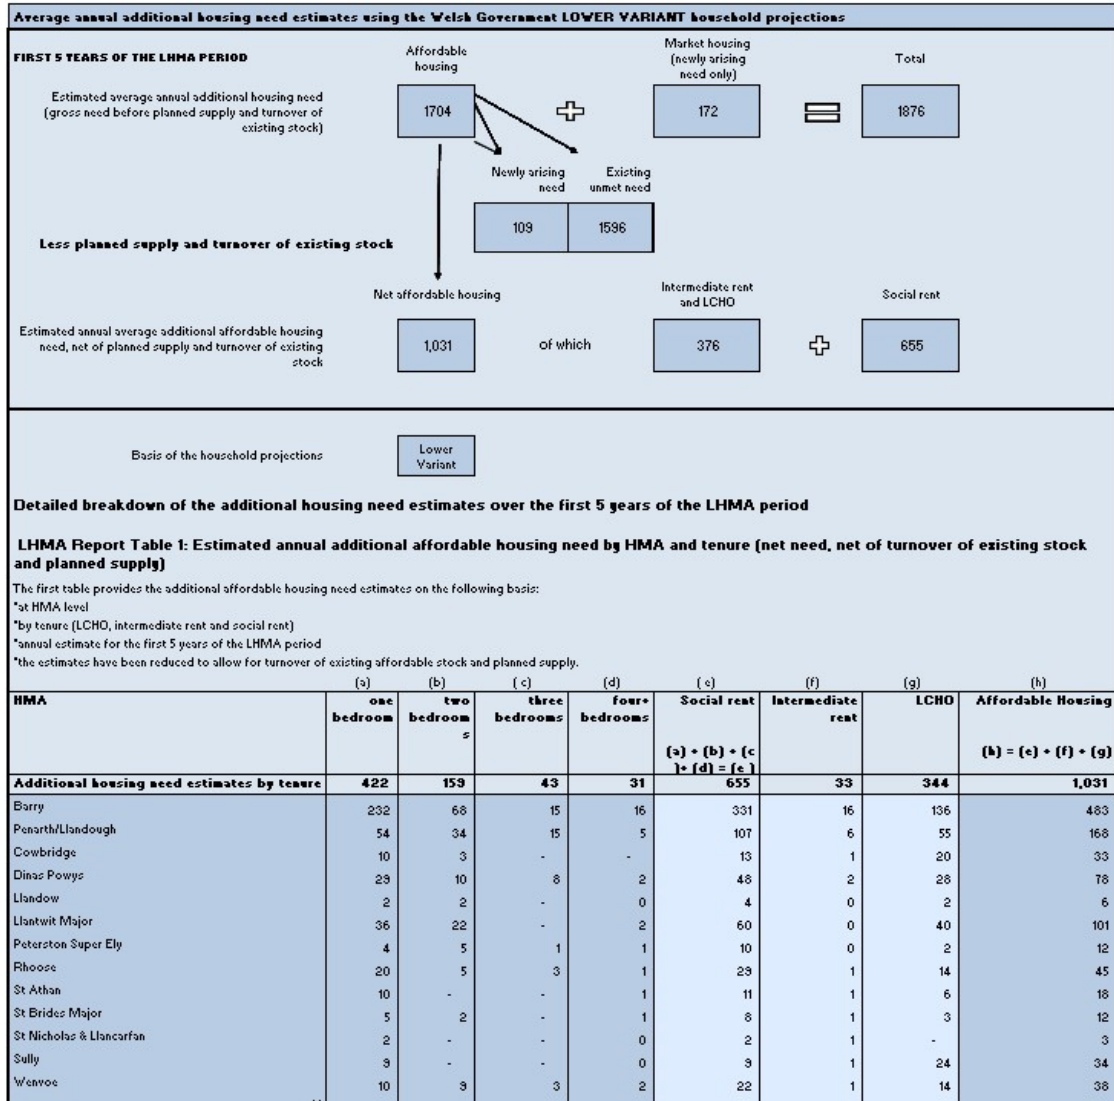 Average annual additional housing need estimates using the Welsh Government LOWER VARIANT household projections
FIRST 5 YEARS OF THE LHMA PERIOD
Affordable
housing
Market housing
(newly arising
need only)
Total
Estimated average annual additional housing need
(gross need before planned supply and turnover of
existing stock)
1704
172
1876
Newly arising
need
Existing
unmet need
109 1596
Less planned supply and turnover of existing stock
Net affordable housing
Intermediate rent
and LCHO
Social rent
Estimated annual average additional affordable housing
need, net of planned supply and turnover of existing
stock
1,031 of which 376 655
Basis of the household projections
Lower
Variant
Detailed breakdown of the additional housing need estimates over the first 5 years of the LHMA period
LHMA Report Table 1: Estimated annual additional affordable housing need by HMA and tenure (net need, net of turnover of existing stock
and planned supply)
The first table provides the additional affordable housing need estimates on the following basis:
*at HMA level
*by tenure (LCHO, intermediate rent and social rent)
*annual estimate for the first 5 years of the LHMA period
*the estimates have been reduced to allow for turnover of existing affordable stock and planned supply.
(a) (b) (c) (d) (e) (f) (g) (h)
HMA one two three four+ Social rent Intermediate LCHO Affordable Housing
bedroom bedroom bedrooms bedrooms rent
s
(a) + (b) + (c (h) = (e) + (f) + (g)
)+ (d) = (e )
Additional housing need estimates by tenure 422 159 43 31 655 33 344 1,031
Barry 232 68 15 16 331 16 136 483
Penarth/Llandough 54 34 15 5 107 6 55 168
Cowbridge 10 3 - - 13 1 20 33
Dinas Powys 29 10 8 2 48 2 28 78
Llandow 2 2 - 0 4 0 2 6
Llantwit Major 36 22 - 2 60 0 40 101
Peterston Super Ely 4 5 1 1 10 0 2 12
Rhoose 20 5 3 1 29 1 14 45
St Athan 10 - - 1 11 1 6 18
St Brides Major 5 2 - 1 8 1 3 12
St Nicholas & Llancarfan 2 - - 0 2 1 - 3
Sully 9 - - 0 9 1 24 34
Wenvoe 10 9 3 2 22 1 14 38